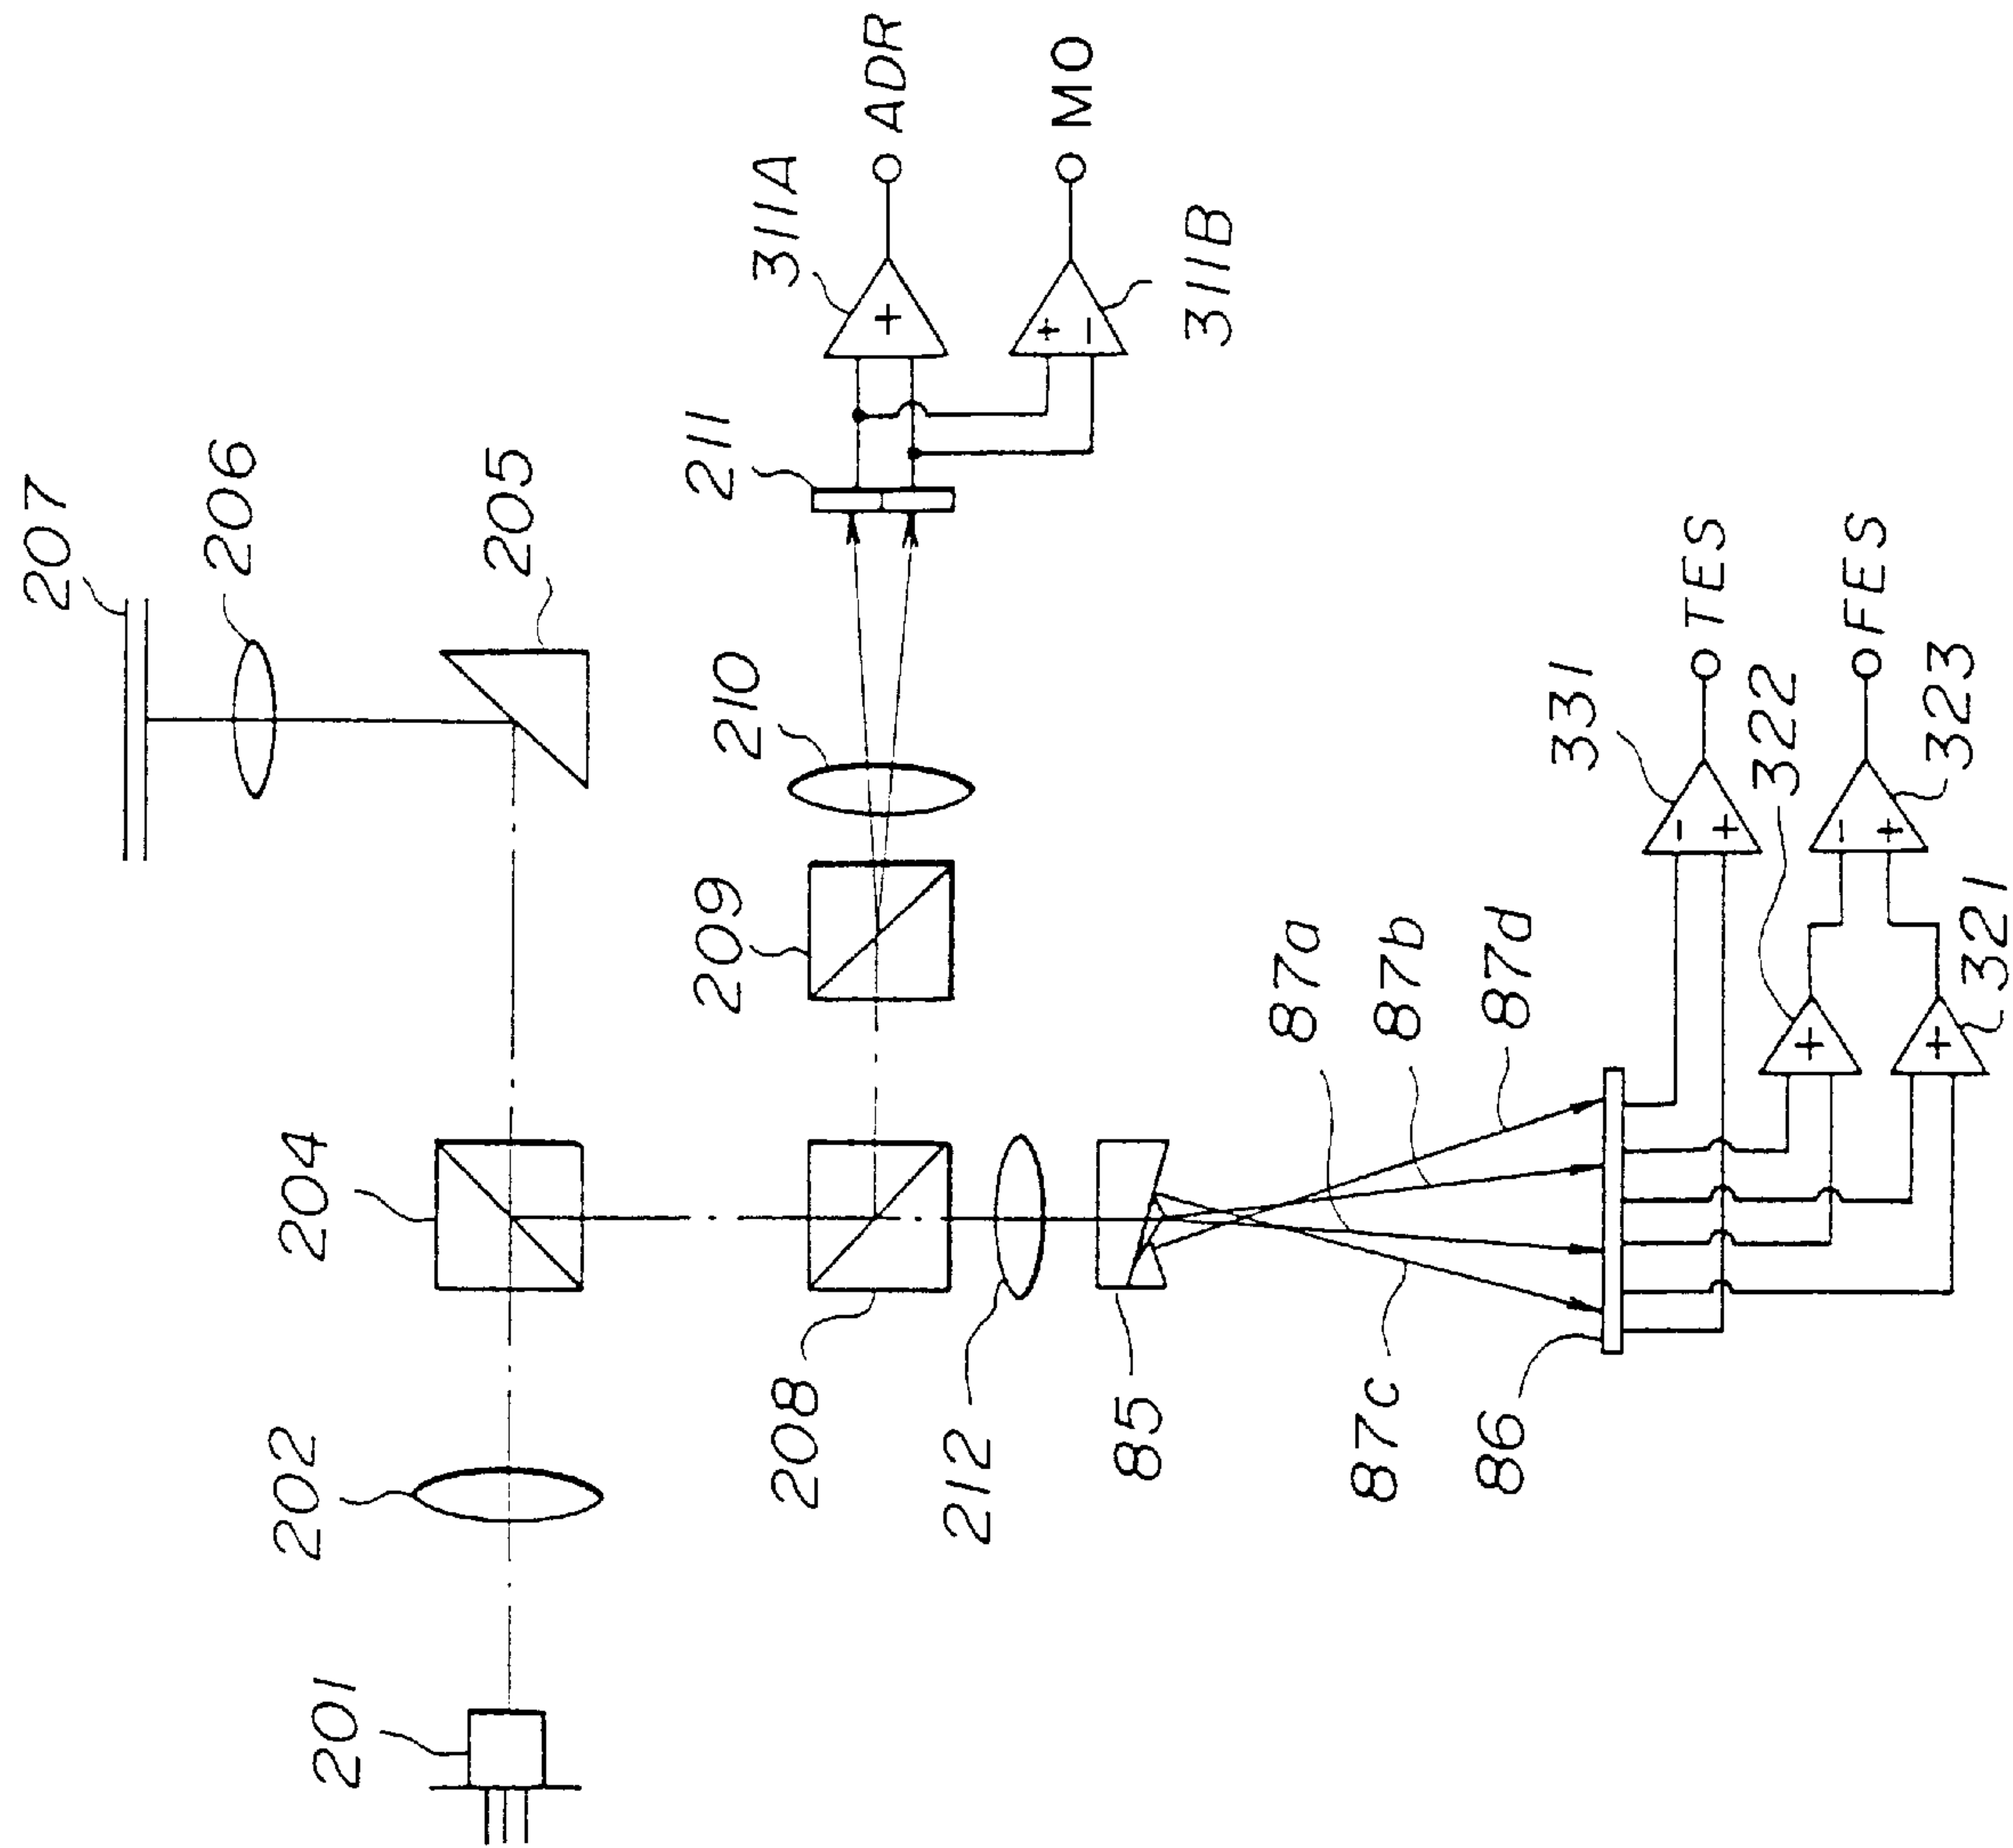 207
206
205
ADR
MO
311A
311B
211
210
209
204
202
201
208
212
85
87a
87b
87d
87c
86
331
TES
322
FES
323
321
+
+
−
−
+
−
+
+
+